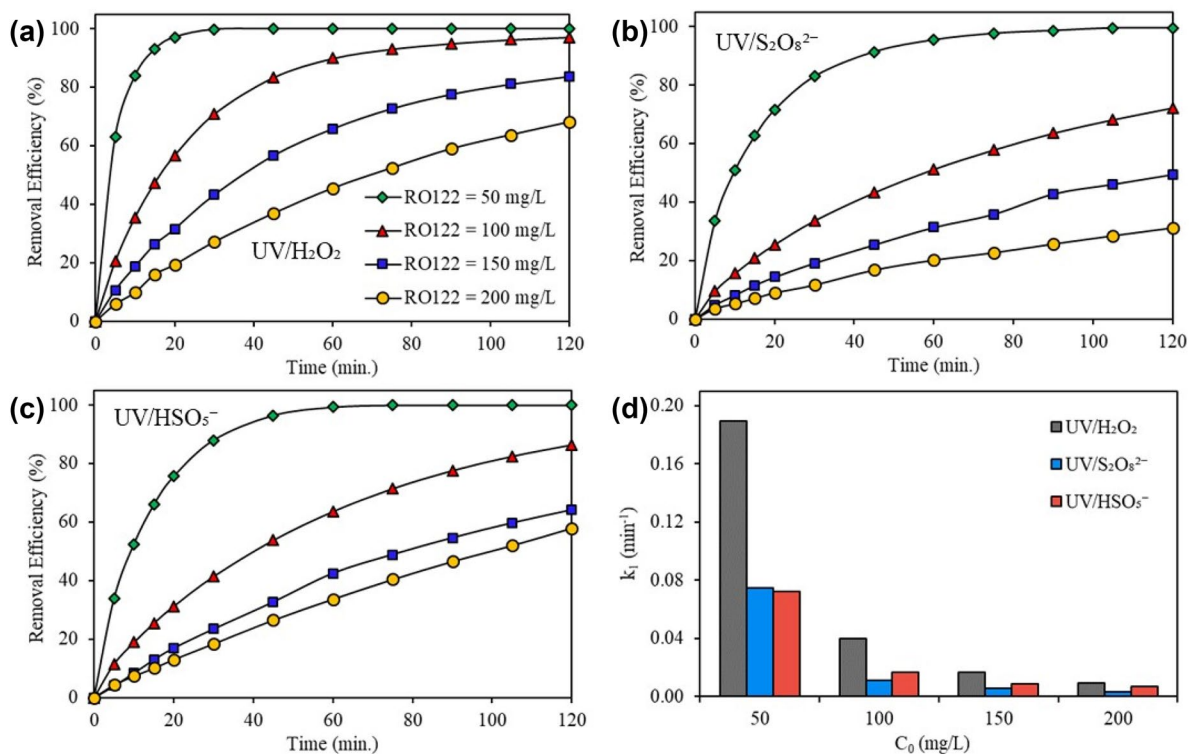 (a)
100
80
60
40
20
0
Removal Efficiency (%)
RO122 = 50 mg/L
RO122 = 100 mg/L
RO122 = 150 mg/L
RO122 = 200 mg/L
UV/H₂O₂
0 20 40 60 80 100 120
Time (min.)
(b)
UV/S₂O₈²⁻
100
80
60
40
20
0
Removal Efficiency (%)
0 20 40 60 80 100 120
Time (min.)
(c)
UV/HSO₅⁻
100
80
60
40
20
0
Removal Efficiency (%)
0 20 40 60 80 100 120
Time (min.)
(d)
0.20
0.16
0.12
0.08
0.04
0.00
k₁ (min⁻¹)
UV/H₂O₂
UV/S₂O₈²⁻
UV/HSO₅⁻
50 100 150 200
C₀ (mg/L)